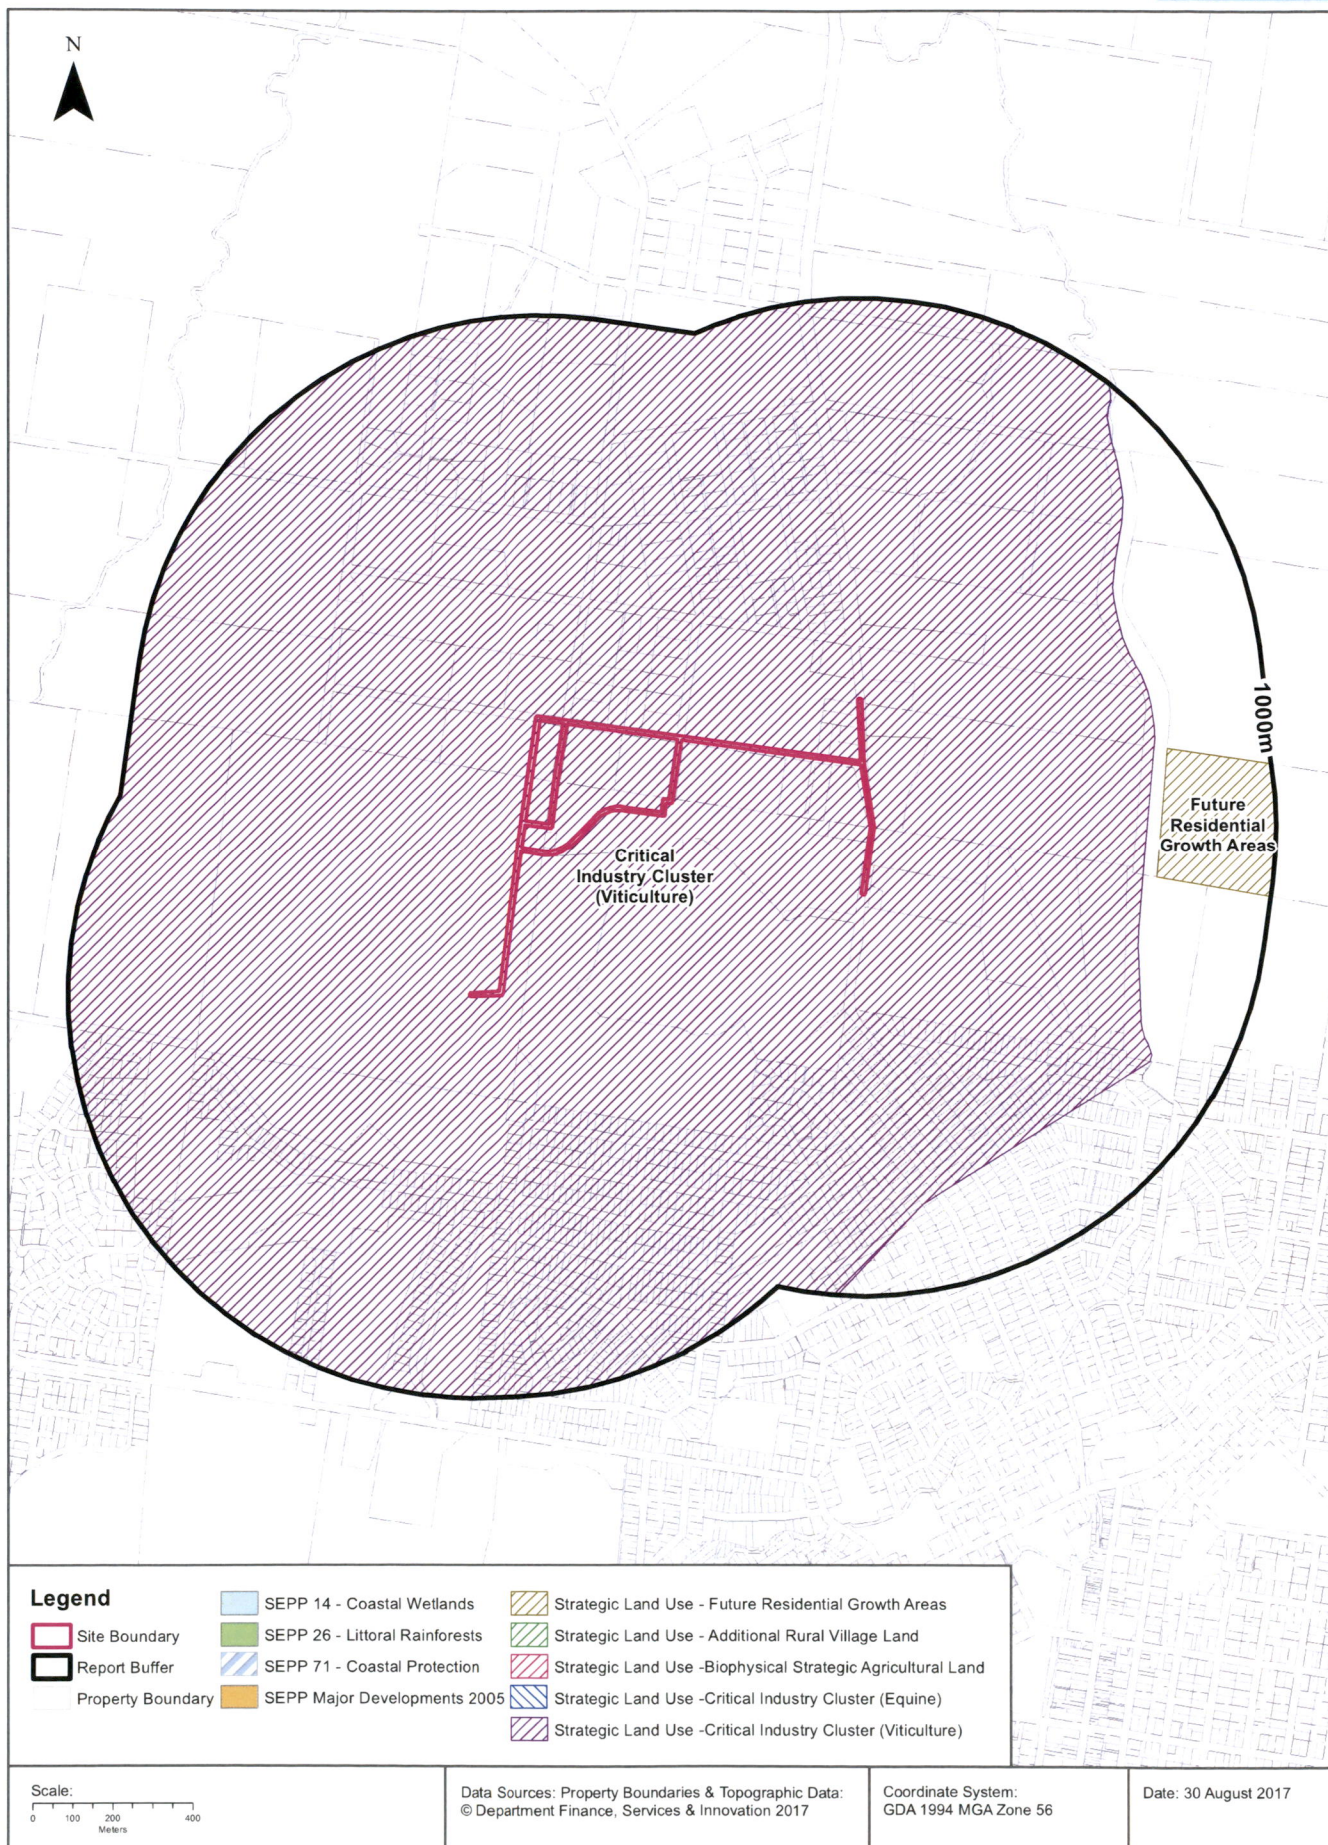 N
1000m
Future
Residential
Growth Areas
Critical
Industry Cluster
(Viticulture)
Legend
Site Boundary
Report Buffer
Property Boundary
SEPP 14 - Coastal Wetlands
SEPP 26 - Littoral Rainforests
SEPP 71 - Coastal Protection
SEPP Major Developments 2005
Strategic Land Use - Future Residential Growth Areas
Strategic Land Use - Additional Rural Village Land
Strategic Land Use -Biophysical Strategic Agricultural Land
Strategic Land Use -Critical Industry Cluster (Equine)
Strategic Land Use -Critical Industry Cluster (Viticulture)
Scale:
0 100 200 400
Meters
Data Sources: Property Boundaries & Topographic Data:
© Department Finance, Services & Innovation 2017
Coordinate System:
GDA 1994 MGA Zone 56
Date: 30 August 2017